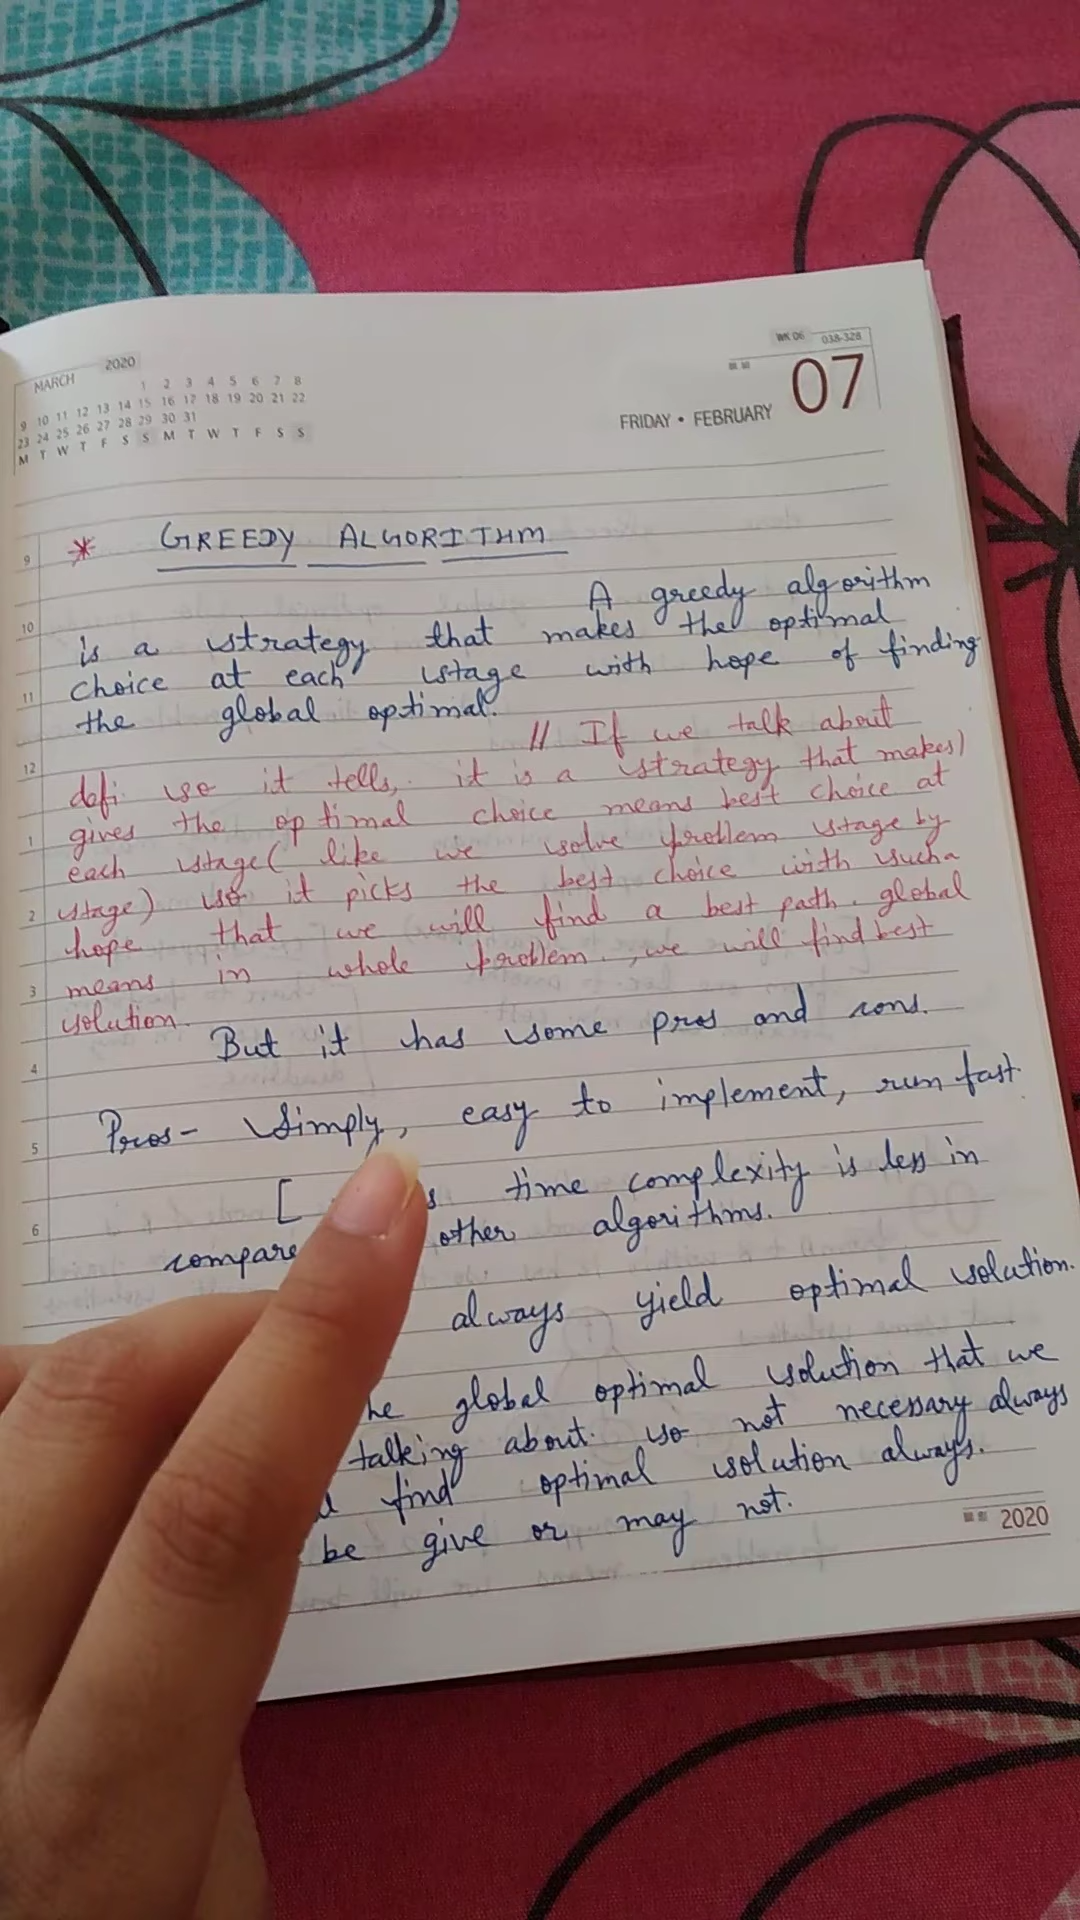 MARCH 2020
1 2 3 4 5 6 7 8
9 10 11 12 13 14 15 16 17 18 19 20 21 22
23 24 25 26 27 28 29 30 31
M T W T F S S M T W T F S S
WK 06 038-328
FRIDAY • FEBRUARY 07
* GREEDY ALGORITHM
9
A greedy algorithm
10
is a strategy that makes the optimal
choice at each stage with hope of finding
11
the global optimal.
// If we talk about
12
defi so it tells, it is a strategy that makes)
gives the optimal choice means best choice at
1
each stage( like we solve problem stage by
stage) so it picks the best choice with such a
2
hope that we will find a best path. global
means in whole problem. , we will find best
3
solution.
But it has some pros and cons.
4
Pros- Simply, easy to implement, run fast.
5
[ time complexity is less in
6
compare other algorithms.
always yield optimal solution.
global optimal solution that we
talking about. so not necessary always
find optimal solution always.
be give or may not.
2020